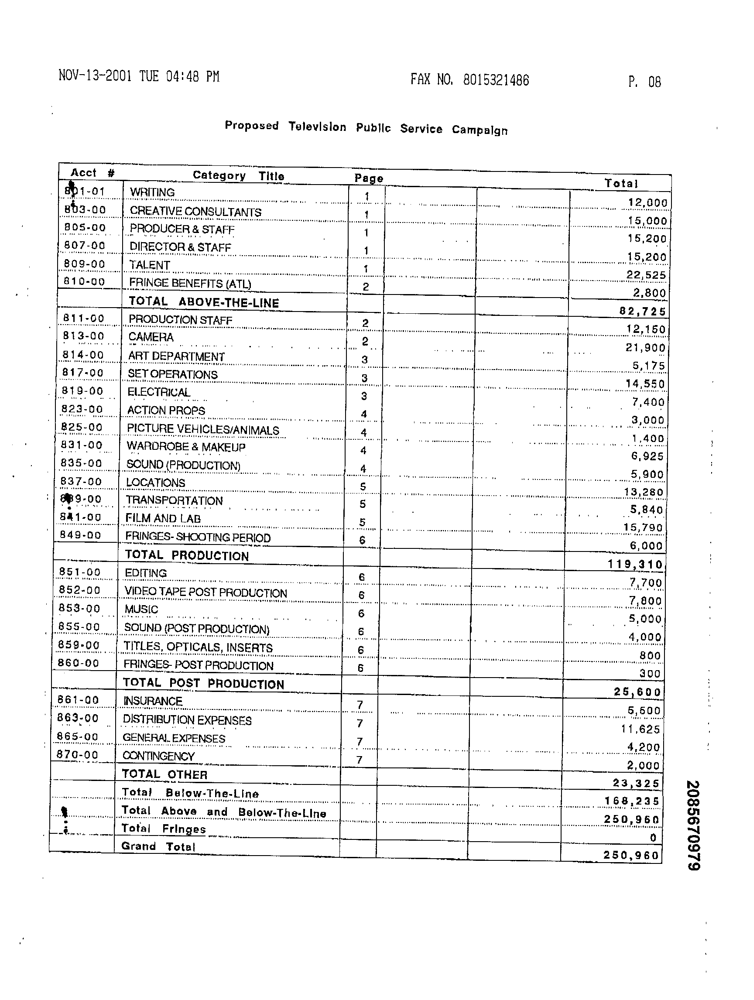 NOV-13-2001 TUE 04:48 PM FAX NO. 8015321486 P. 08
Proposed Television Public Service Campaign
Acct # Category Title Page Total
801-01 WRITING 1 12,000
803-00 CREATIVE CONSULTANTS 1 15,000
805-00 PRODUCER & STAFF 1 15,200
807-00 DIRECTOR & STAFF 1 15,200
809-00 TALENT 1 22,525
810-00 FRINGE BENEFITS (ATL) 2 2,800
TOTAL ABOVE-THE-LINE 82,725
811-00 PRODUCTION STAFF 2 12,150
813-00 CAMERA 2 21,900
814-00 ART DEPARTMENT 3 5,175
817-00 SET OPERATIONS 3 14,550
819-00 ELECTRICAL 3 7,400
823-00 ACTION PROPS 4 3,000
825-00 PICTURE VEHICLES/ANIMALS 4 1,400
831-00 WARDROBE & MAKEUP 4 6,925
835-00 SOUND (PRODUCTION) 4 5,900
837-00 LOCATIONS 5 13,280
839-00 TRANSPORTATION 5 5,840
841-00 FILM AND LAB 5 15,790
849-00 FRINGES- SHOOTING PERIOD 6 6,000
TOTAL PRODUCTION 119,310
851-00 EDITING 6 7,700
852-00 VIDEO TAPE POST PRODUCTION 6 7,800
853-00 MUSIC 6 5,000
855-00 SOUND (POST PRODUCTION) 6 4,000
859-00 TITLES, OPTICALS, INSERTS 6 800
860-00 FRINGES- POST PRODUCTION 6 300
TOTAL POST PRODUCTION 25,600
861-00 INSURANCE 7 5,500
863-00 DISTRIBUTION EXPENSES 7 11,625
865-00 GENERAL EXPENSES 7 4,200
870-00 CONTINGENCY 7 2,000
TOTAL OTHER 23,325
Total Below-The-Line 168,235
Total Above and Below-The-Line 250,960
Total Fringes 0
Grand Total 250,960
2085670979